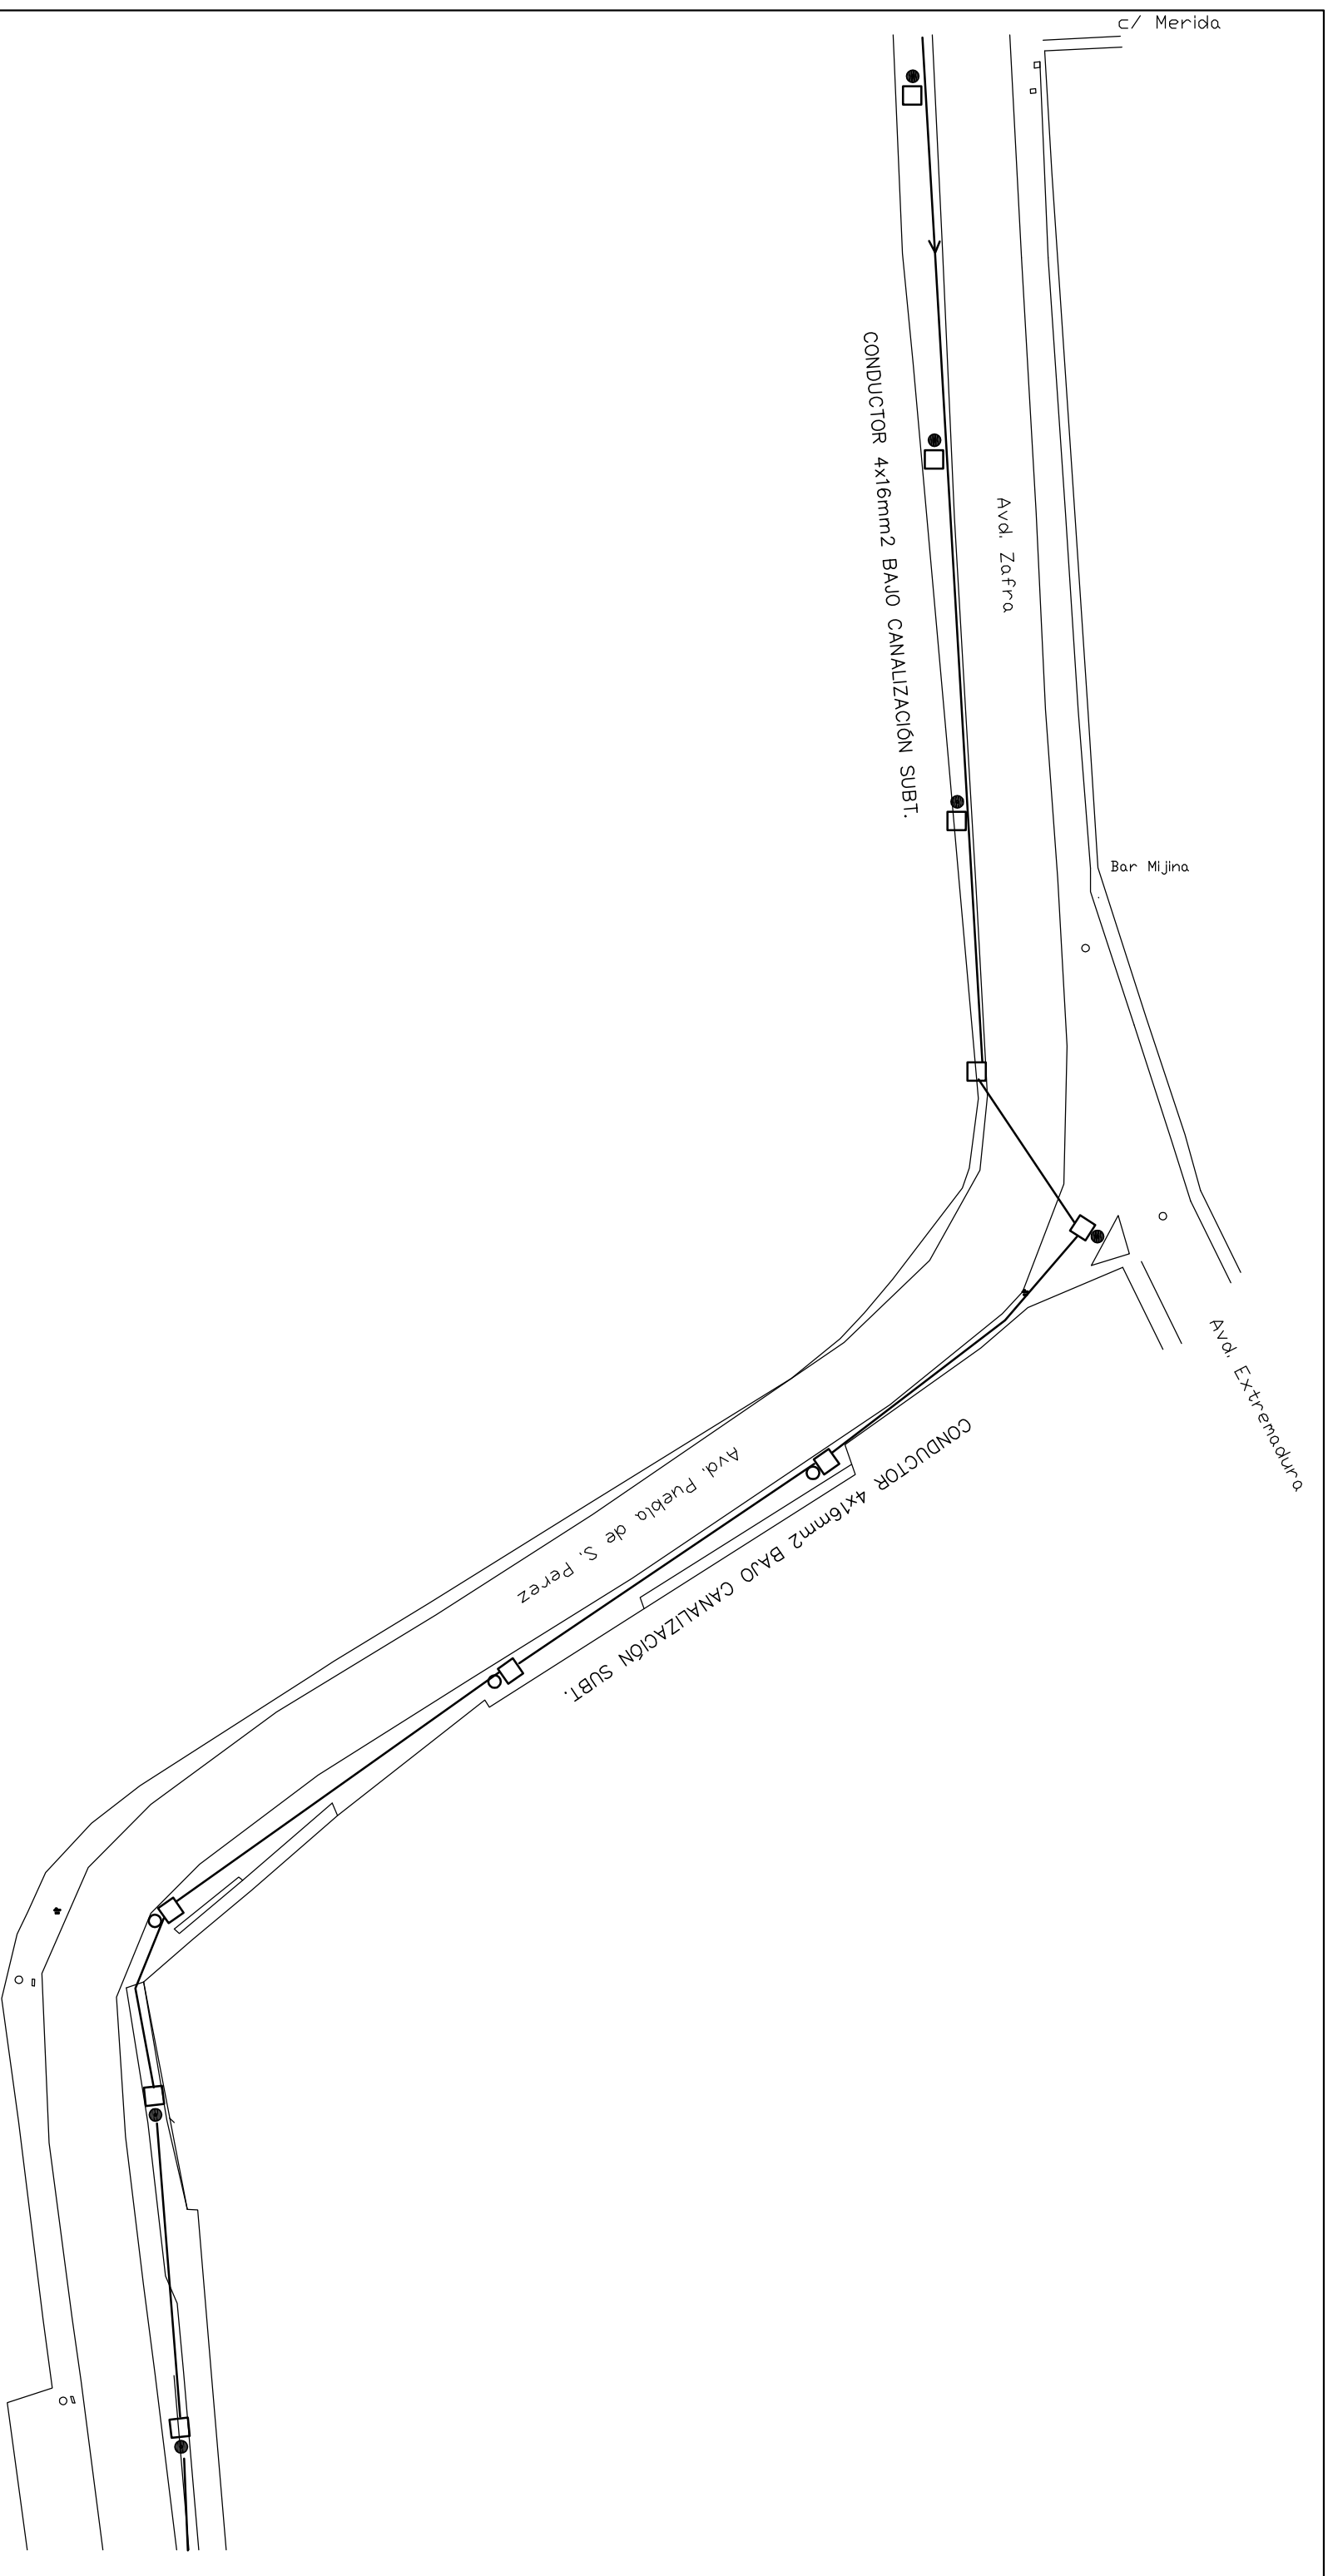 c/ Merida
CONDUCTOR 4x16mm2 BAJO CANALIZACIÓN SUBT.
Avd. Zafra
Bar Mijina
Avd. Extremadura
CONDUCTOR 4x16mm2 BAJO CANALIZACIÓN SUBT.
Avd. Puebla de S. Perez